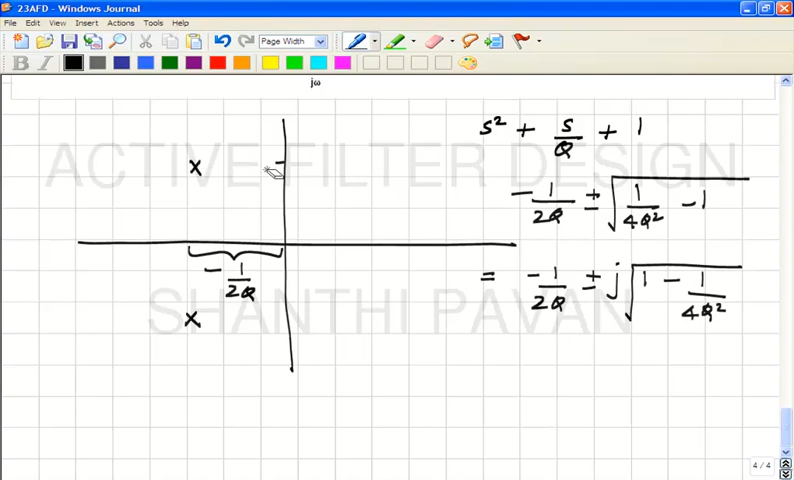 23AFD - Windows Journal
File Edit View Insert Actions Tools Help
Page Width
B I
jω
ACTIVE FILTER DESIGN
SHANTHI PAVAN
s² + s/Q + 1
x
-1/2Q ± √(1/4Q² - 1)
-1/2Q
= -1/2Q ± j√(1 - 1/4Q²)
x
4 / 4